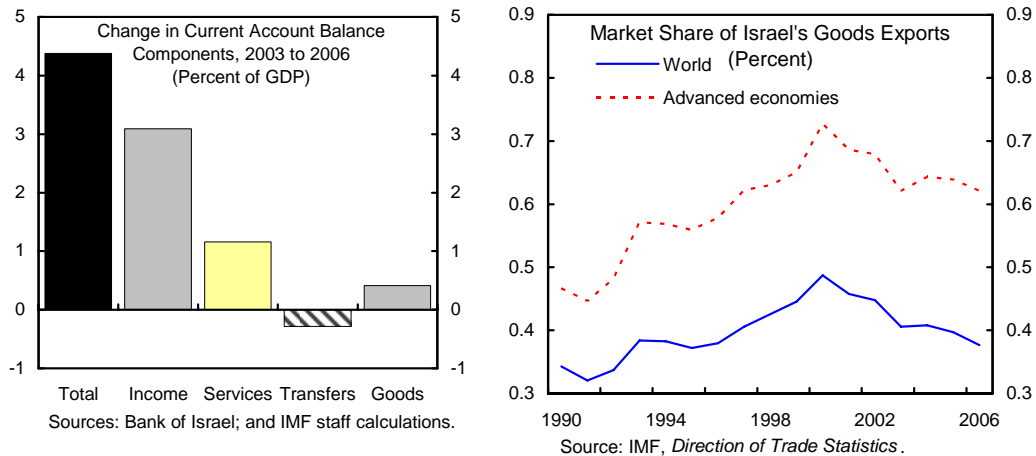 Change in Current Account Balance
Components, 2003 to 2006
(Percent of GDP)
5
4
3
2
1
0
-1
5
4
3
2
1
0
-1
Total Income Services Transfers Goods
Sources: Bank of Israel; and IMF staff calculations.
Market Share of Israel's Goods Exports
(Percent)
World
Advanced economies
0.9
0.8
0.7
0.6
0.5
0.4
0.3
0.9
0.8
0.7
0.6
0.5
0.4
0.3
1990 1994 1998 2002 2006
Source: IMF, Direction of Trade Statistics.